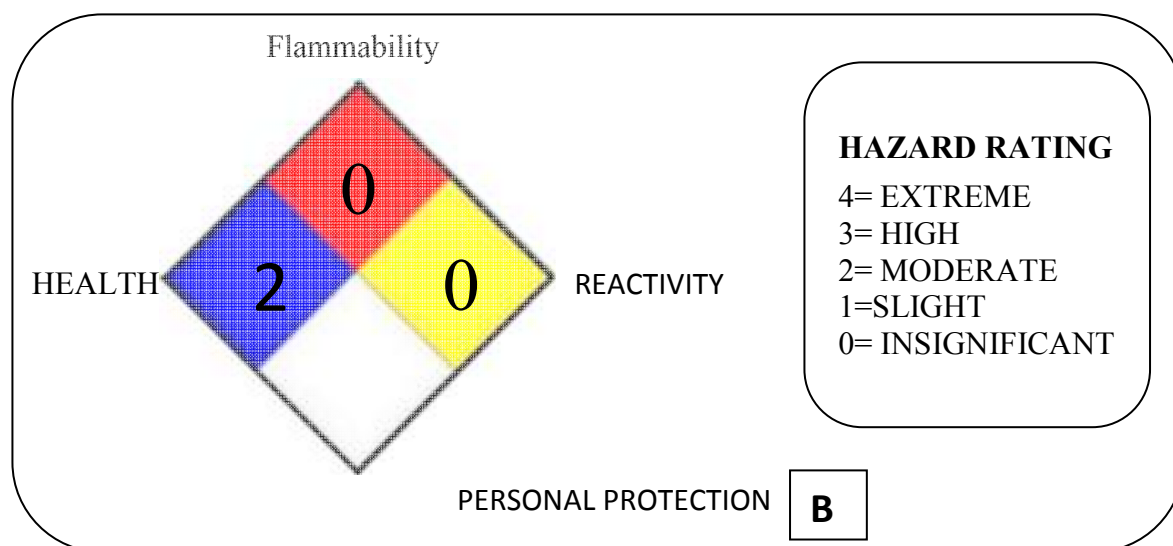 Flammability
0
HEALTH
2
0
REACTIVITY
HAZARD RATING
4= EXTREME
3= HIGH
2= MODERATE
1=SLIGHT
0= INSIGNIFICANT
PERSONAL PROTECTION B